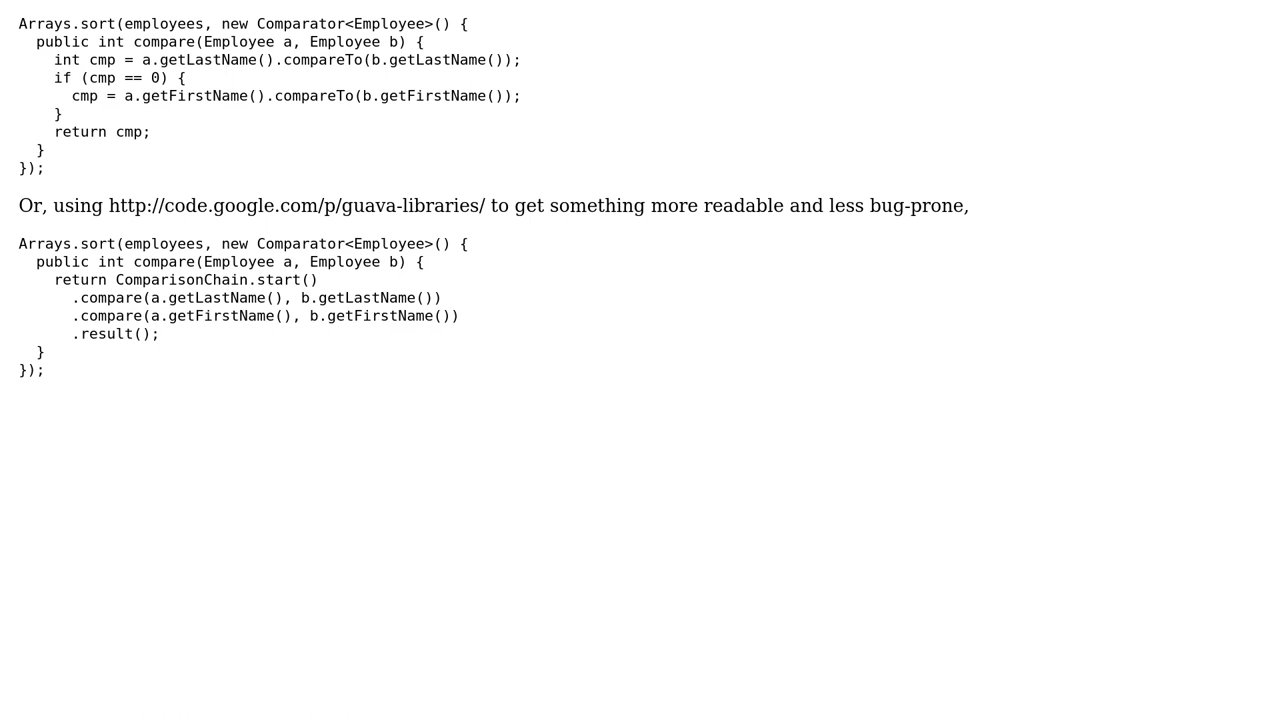 Arrays.sort(employees, new Comparator<Employee>() {
  public int compare(Employee a, Employee b) {
    int cmp = a.getLastName().compareTo(b.getLastName());
    if (cmp == 0) {
      cmp = a.getFirstName().compareTo(b.getFirstName());
    }
    return cmp;
  }
});
Or, using http://code.google.com/p/guava-libraries/ to get something more readable and less bug-prone,
Arrays.sort(employees, new Comparator<Employee>() {
  public int compare(Employee a, Employee b) {
    return ComparisonChain.start()
      .compare(a.getLastName(), b.getLastName())
      .compare(a.getFirstName(), b.getFirstName())
      .result();
  }
});